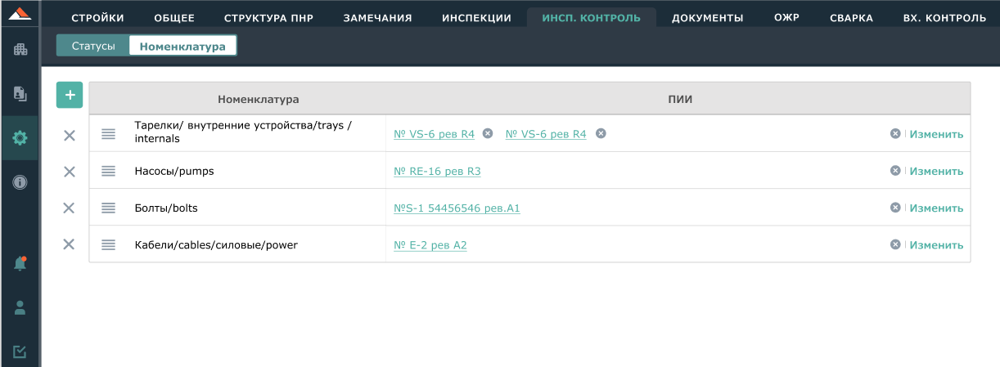 СТРОЙКИ ОБЩЕЕ СТРУКТУРА ПНР ЗАМЕЧАНИЯ ИНСПЕКЦИИ ИНСП. КОНТРОЛЬ ДОКУМЕНТЫ ОЖР СВАРКА ВХ. КОНТРОЛЬ
Статусы Номенклатура
Номенклатура ПИИ
Тарелки/ внутренние устройства/trays /
internals
№ VS-6 рев R4 № VS-6 рев R4 Изменить
Насосы/pumps № RE-16 рев R3 Изменить
Болты/bolts №S-1 54456546 рев.A1 Изменить
Кабели/cables/силовые/power № E-2 рев A2 Изменить